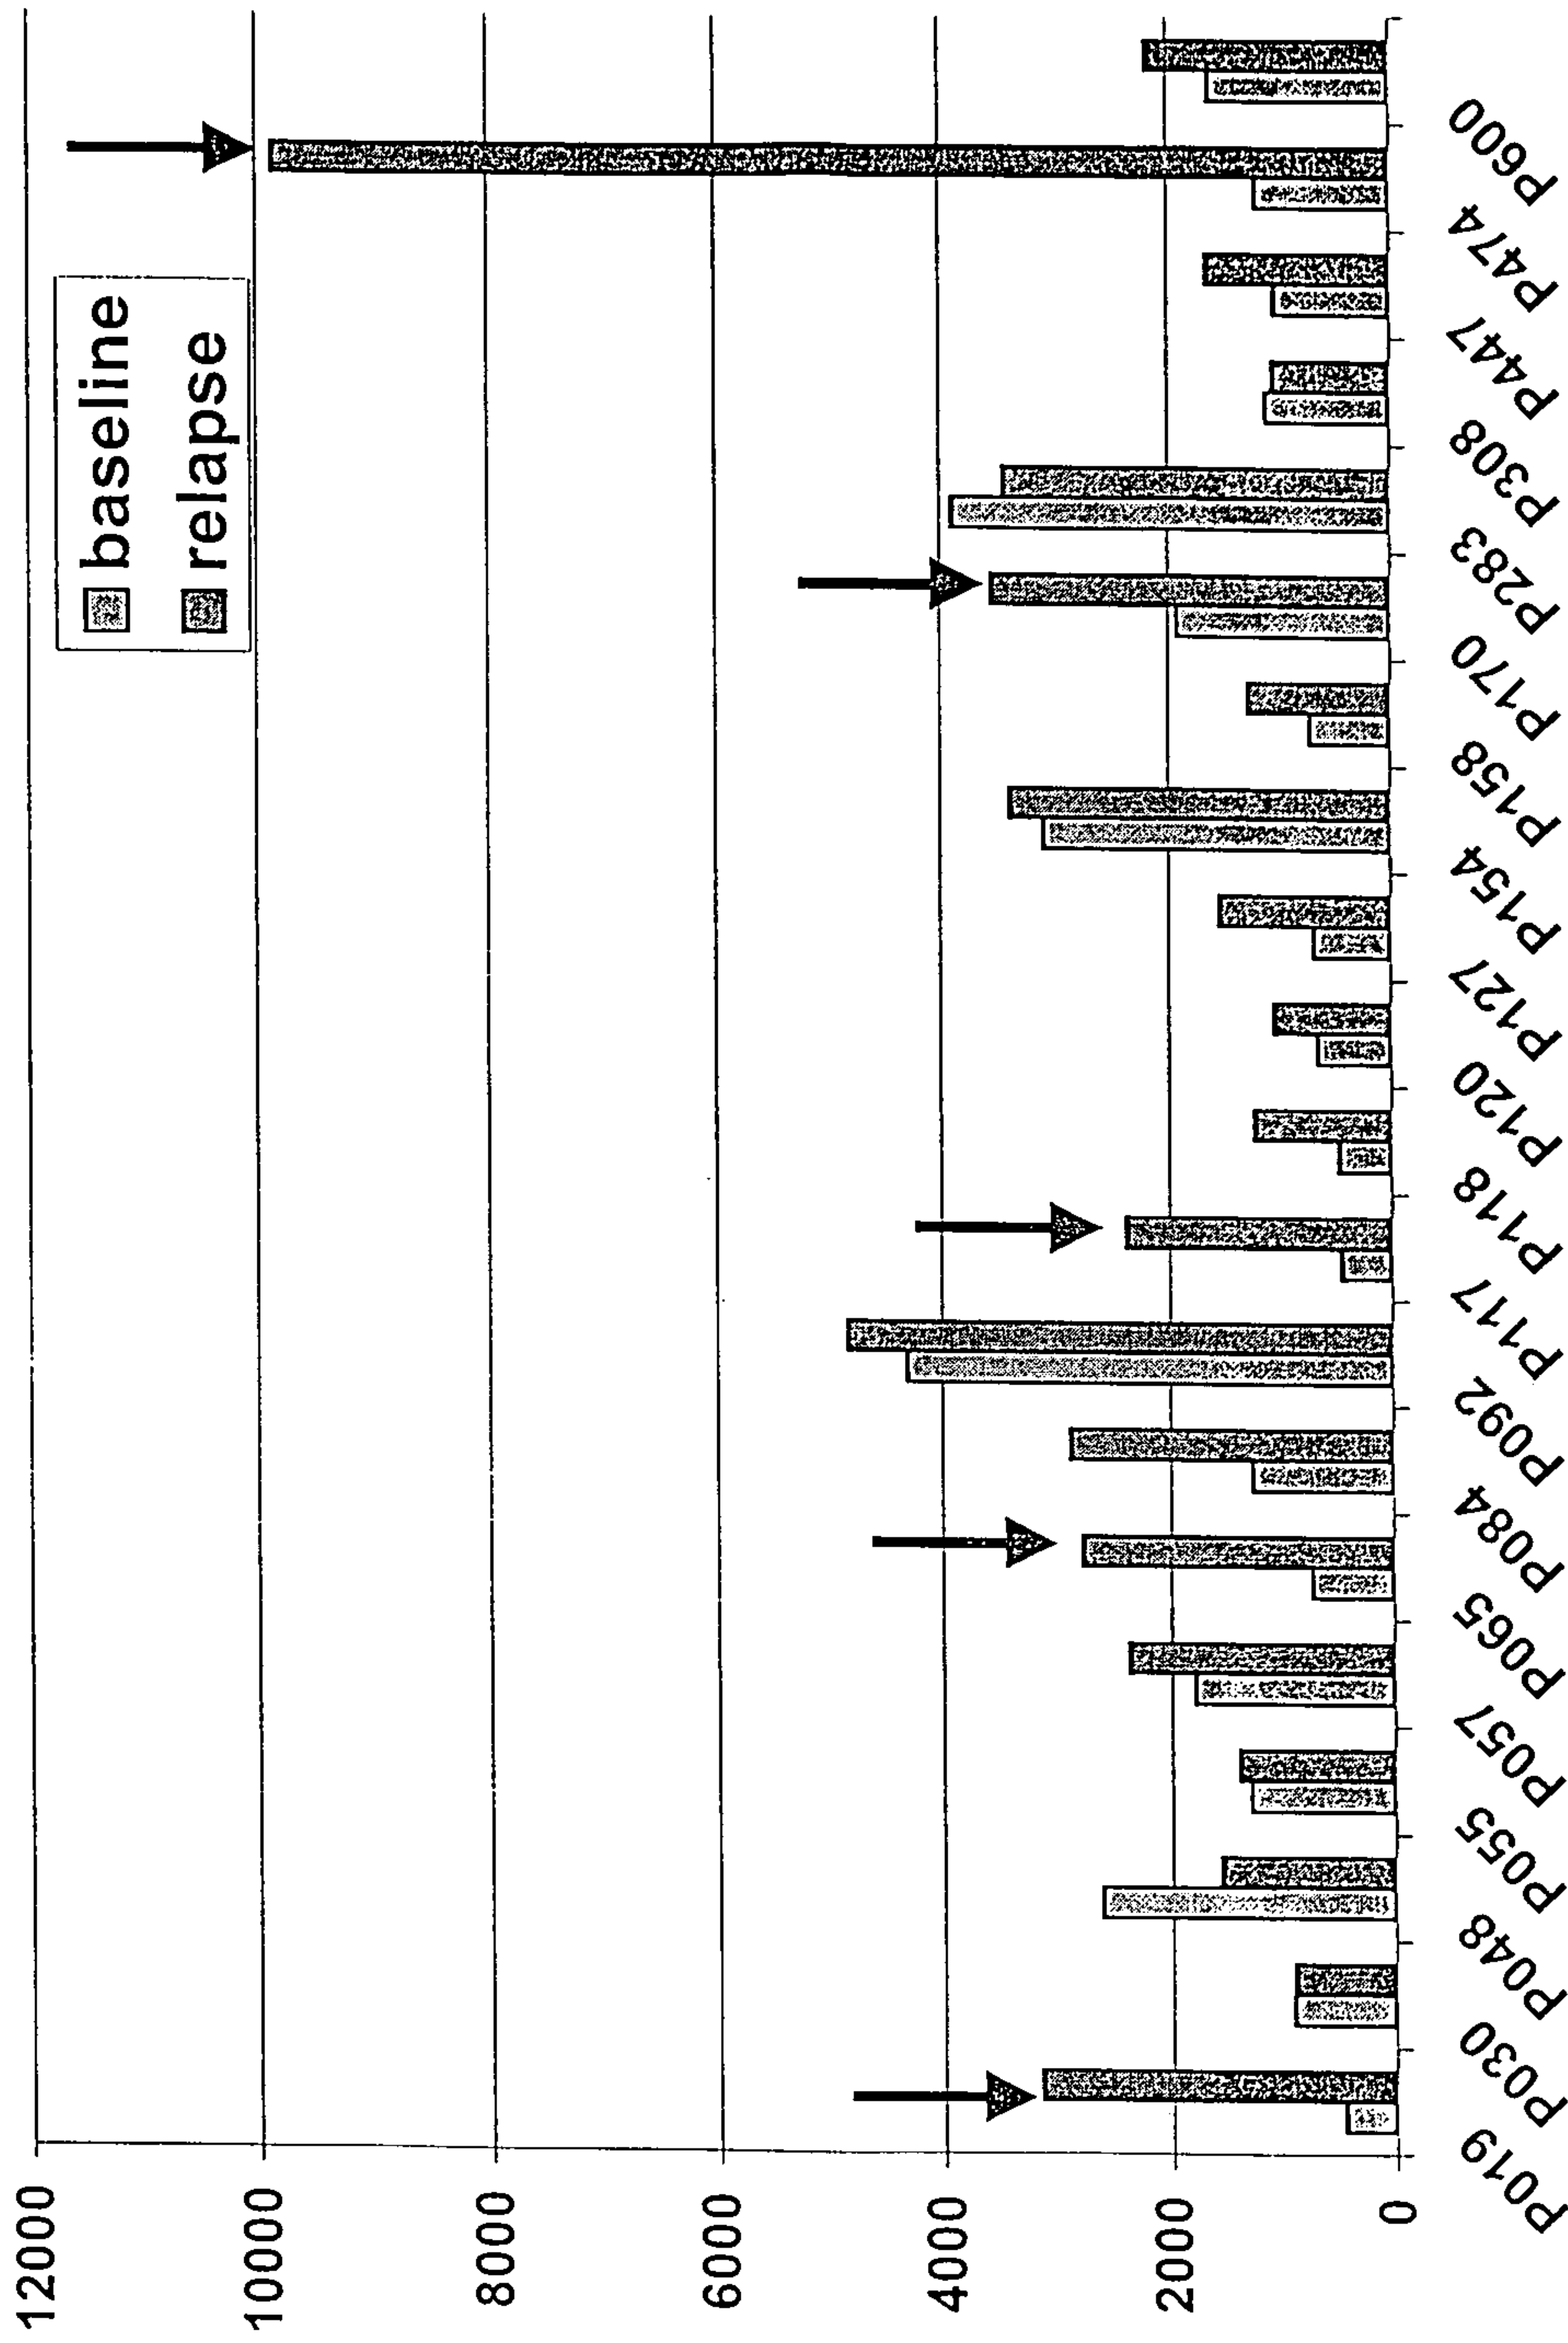 baseline
relapse
12000
10000
8000
6000
4000
2000
0
P019
P030
P048
P055
P057
P065
P084
P092
P117
P118
P120
P127
P154
P158
P170
P283
P308
P447
P474
P600